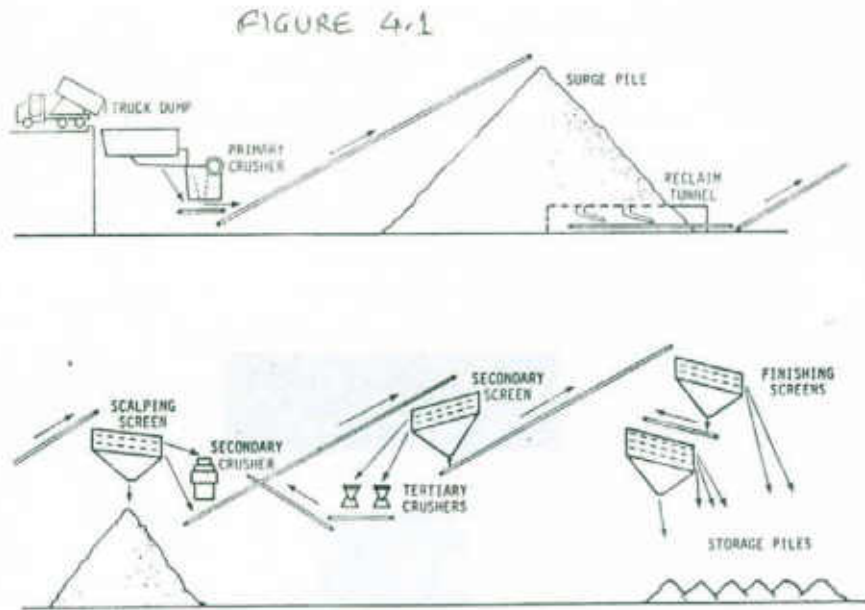 FIGURE 4.1
TRUCK DUMP
PRIMARY
CRUSHER
SURGE PILE
RECLAIM
TUNNEL
SCALPING
SCREEN
SECONDARY
CRUSHER
SECONDARY
SCREEN
TERTIARY
CRUSHERS
FINISHING
SCREENS
STORAGE PILES